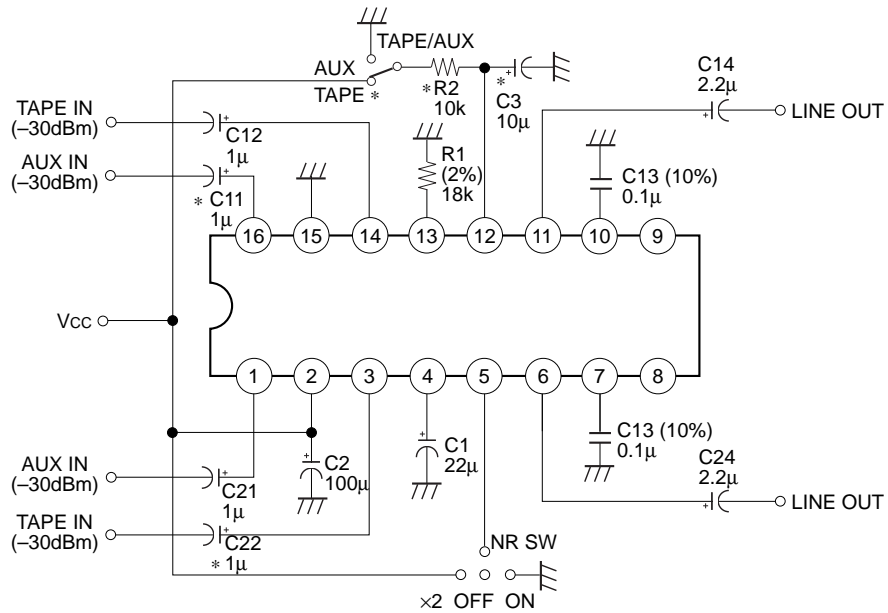 TAPE/AUX
AUX
TAPE *
* R2
10k
*
C3
10µ
C14
2.2µ
LINE OUT
TAPE IN
(–30dBm)
C12
1µ
AUX IN
(–30dBm)
* C11
1µ
R1
(2%)
18k
C13 (10%)
0.1µ
16
15
14
13
12
11
10
9
Vcc
1
2
3
4
5
6
7
8
AUX IN
(–30dBm)
C21
1µ
C2
100µ
C1
22µ
C13 (10%)
0.1µ
C24
2.2µ
LINE OUT
TAPE IN
(–30dBm)
C22
* 1µ
NR SW
×2 OFF ON
+
+
+
+
+
+
+
+
+